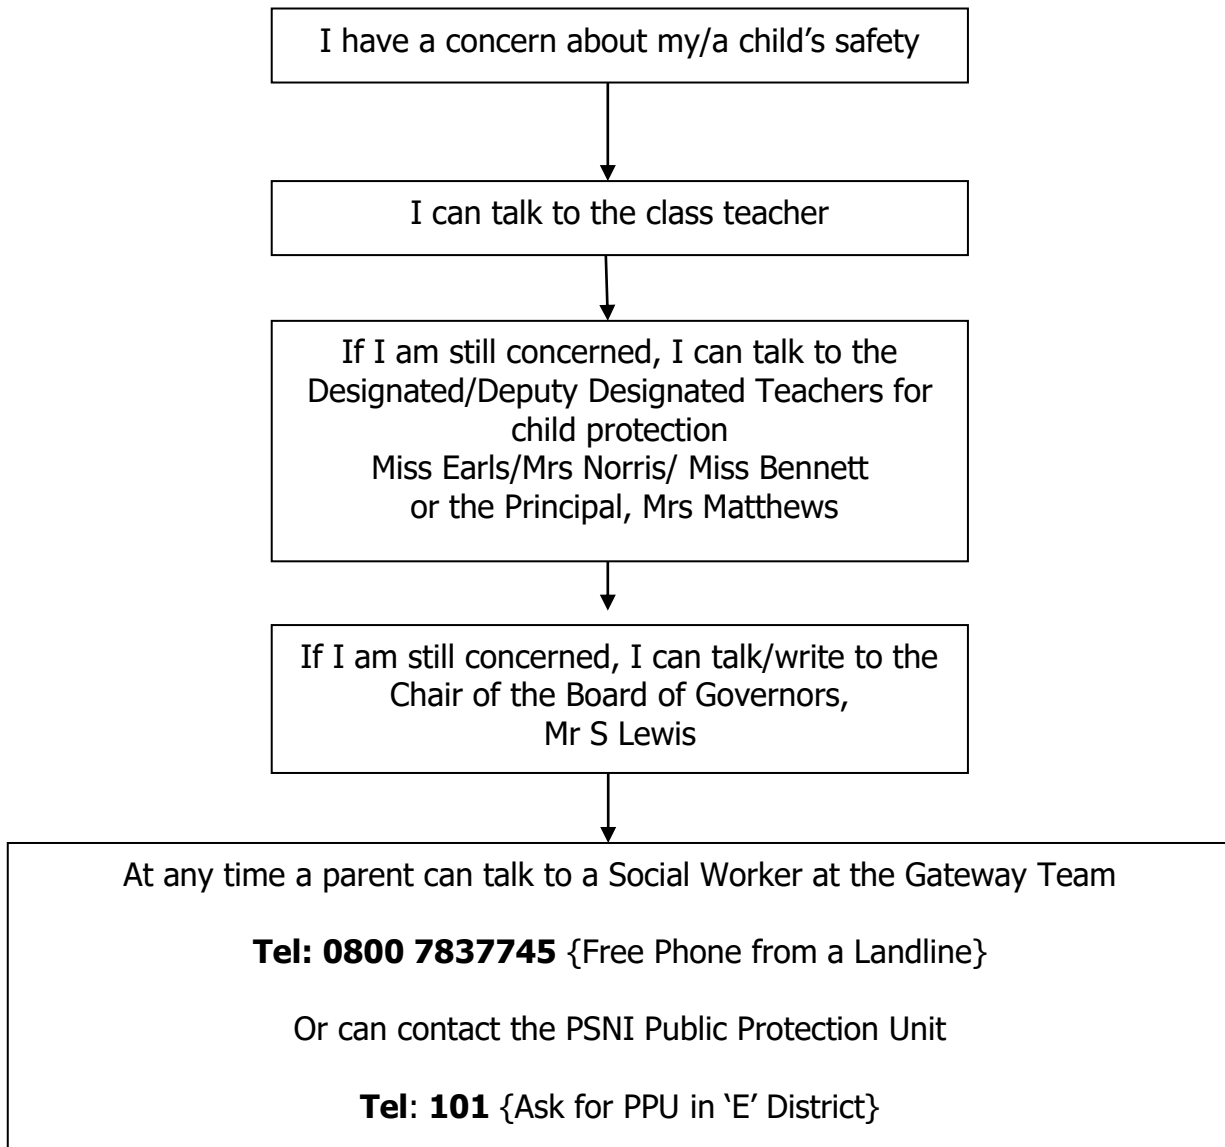 I have a concern about my/a child’s safety
I can talk to the class teacher
If I am still concerned, I can talk to the
Designated/Deputy Designated Teachers for
child protection
Miss Earls/Mrs Norris/ Miss Bennett
or the Principal, Mrs Matthews
If I am still concerned, I can talk/write to the
Chair of the Board of Governors,
Mr S Lewis
At any time a parent can talk to a Social Worker at the Gateway Team
Tel: 0800 7837745 {Free Phone from a Landline}
Or can contact the PSNI Public Protection Unit
Tel: 101 {Ask for PPU in ‘E’ District}